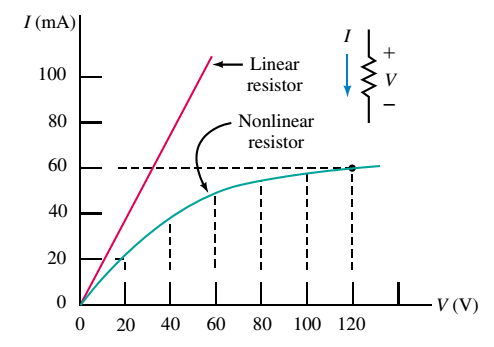 I (mA)
100
80
60
40
20
0
Linear
resistor
Nonlinear
resistor
I
+
V
−
0 20 40 60 80 100 120
V (V)